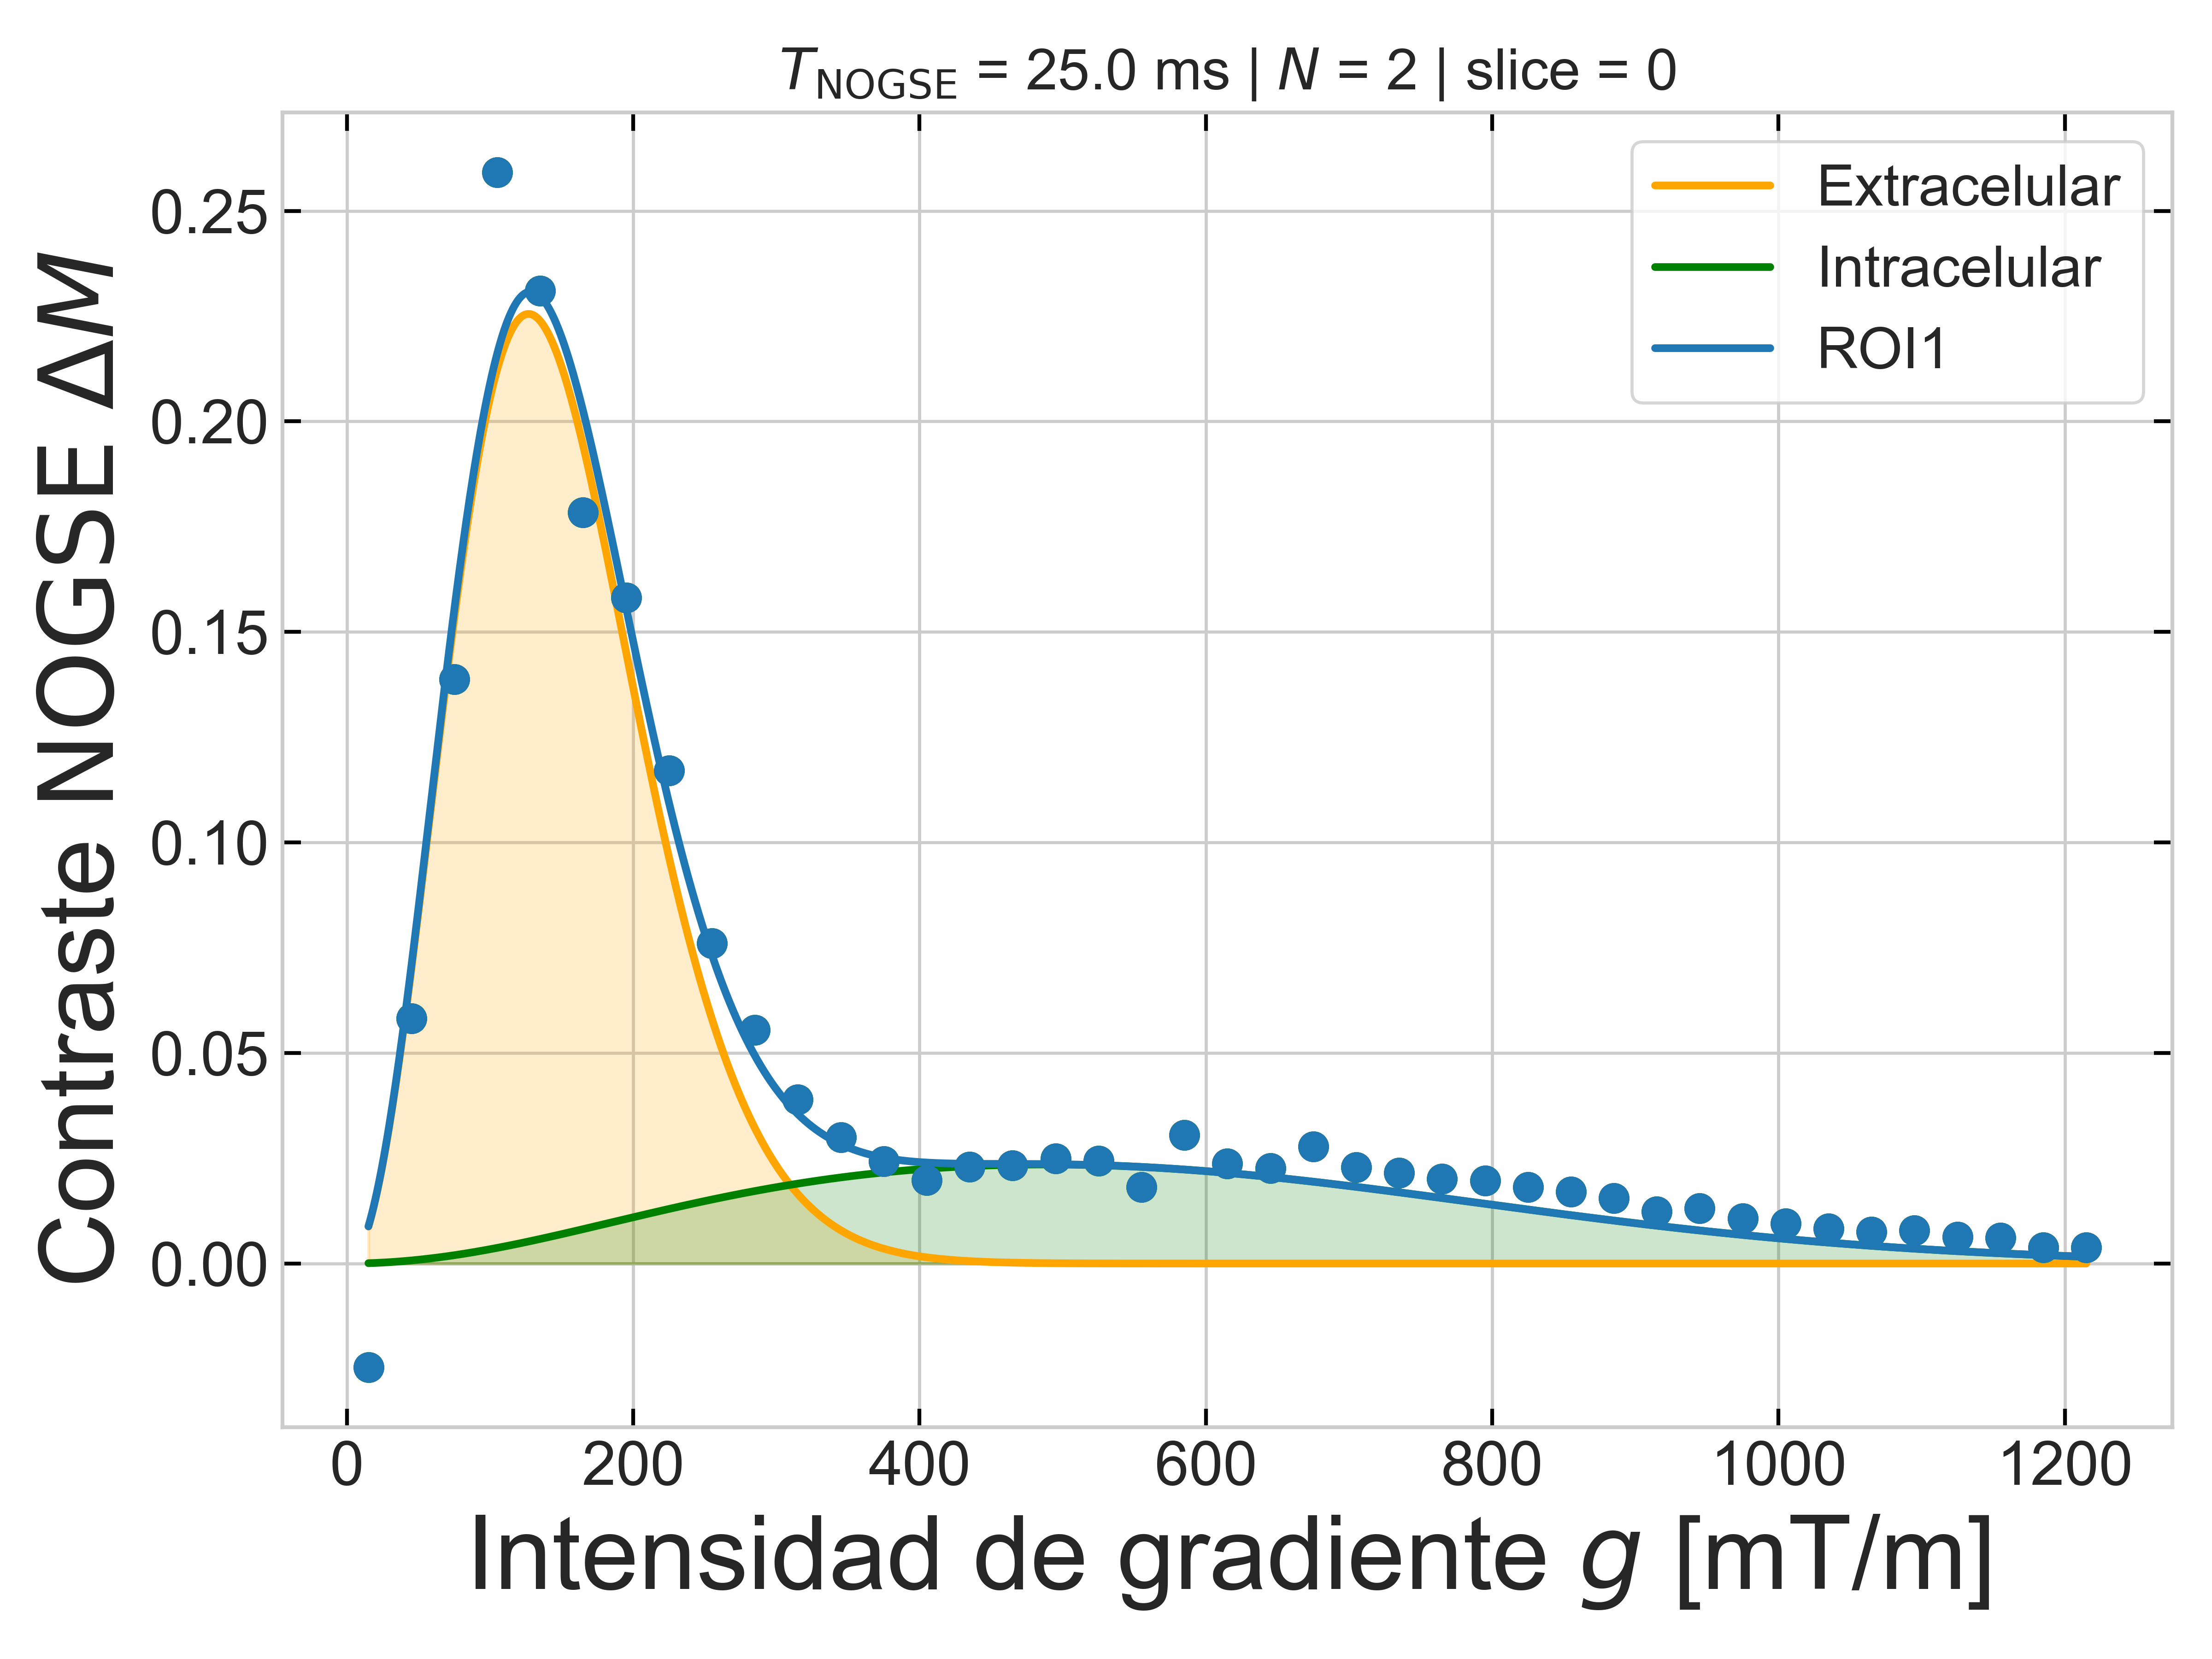 T_NOGSE = 25.0 ms | N = 2 | slice = 0
Contraste NOGSE ΔM
0.25
0.20
0.15
0.10
0.05
0.00
Extracelular
Intracelular
ROI1
0 200 400 600 800 1000 1200
Intensidad de gradiente g [mT/m]